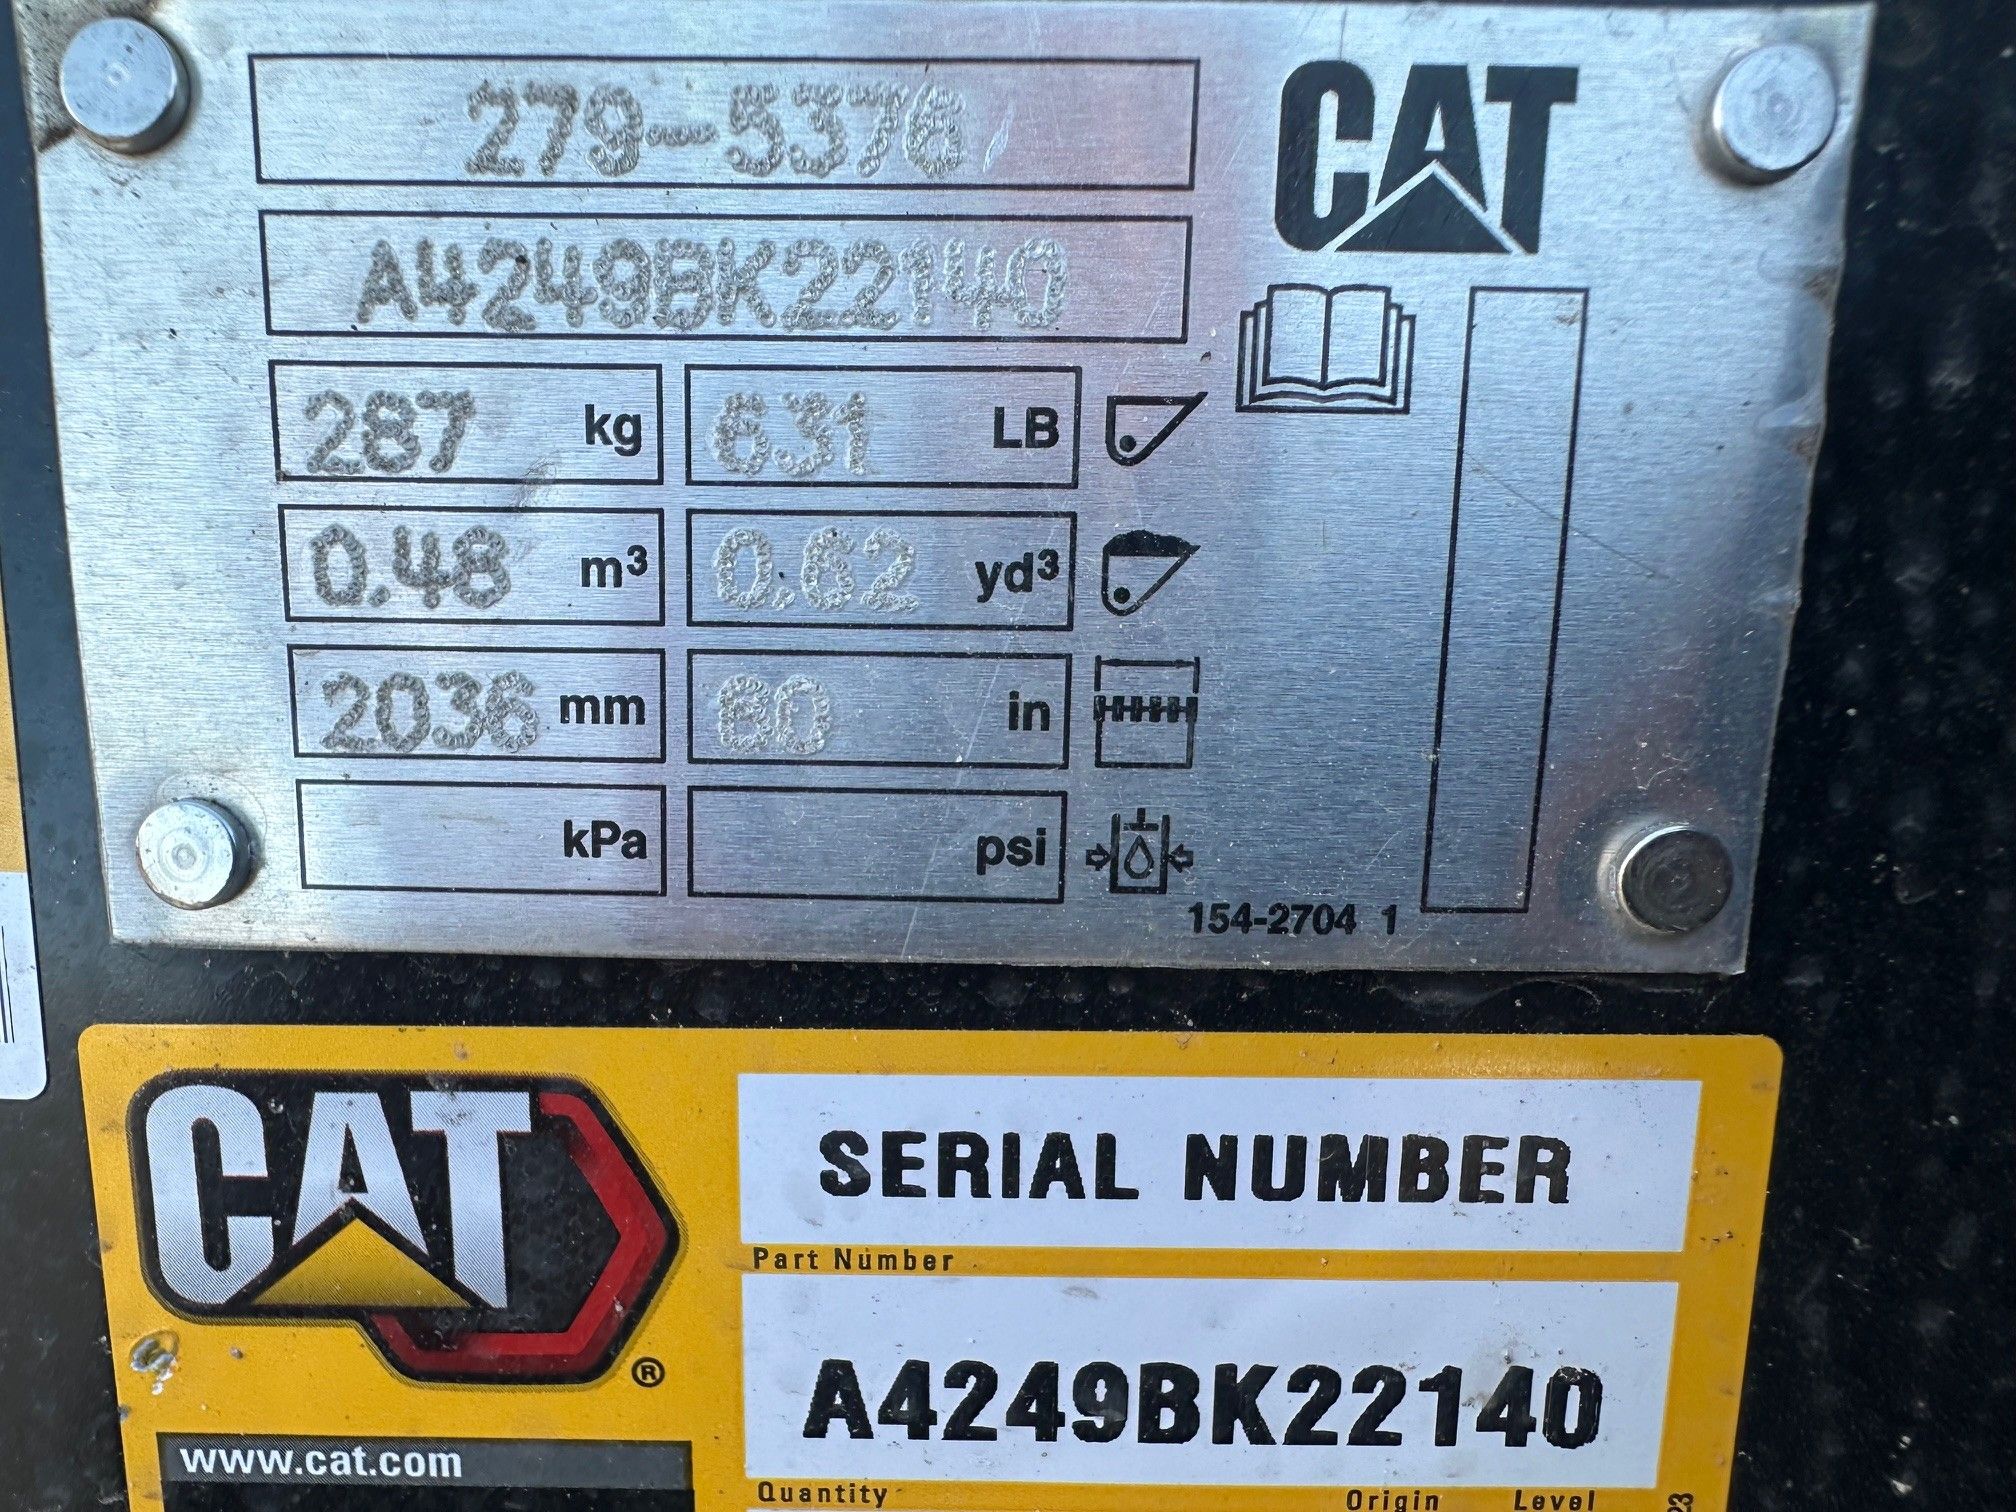 279-5376
CAT
A4249BK22140
287 kg 631 LB
0.48 m³ 0.62 yd³
2036 mm 80 in
kPa psi
154-2704 1
CAT®
SERIAL NUMBER
Part Number
A4249BK22140
www.cat.com
Quantity Origin Level
23